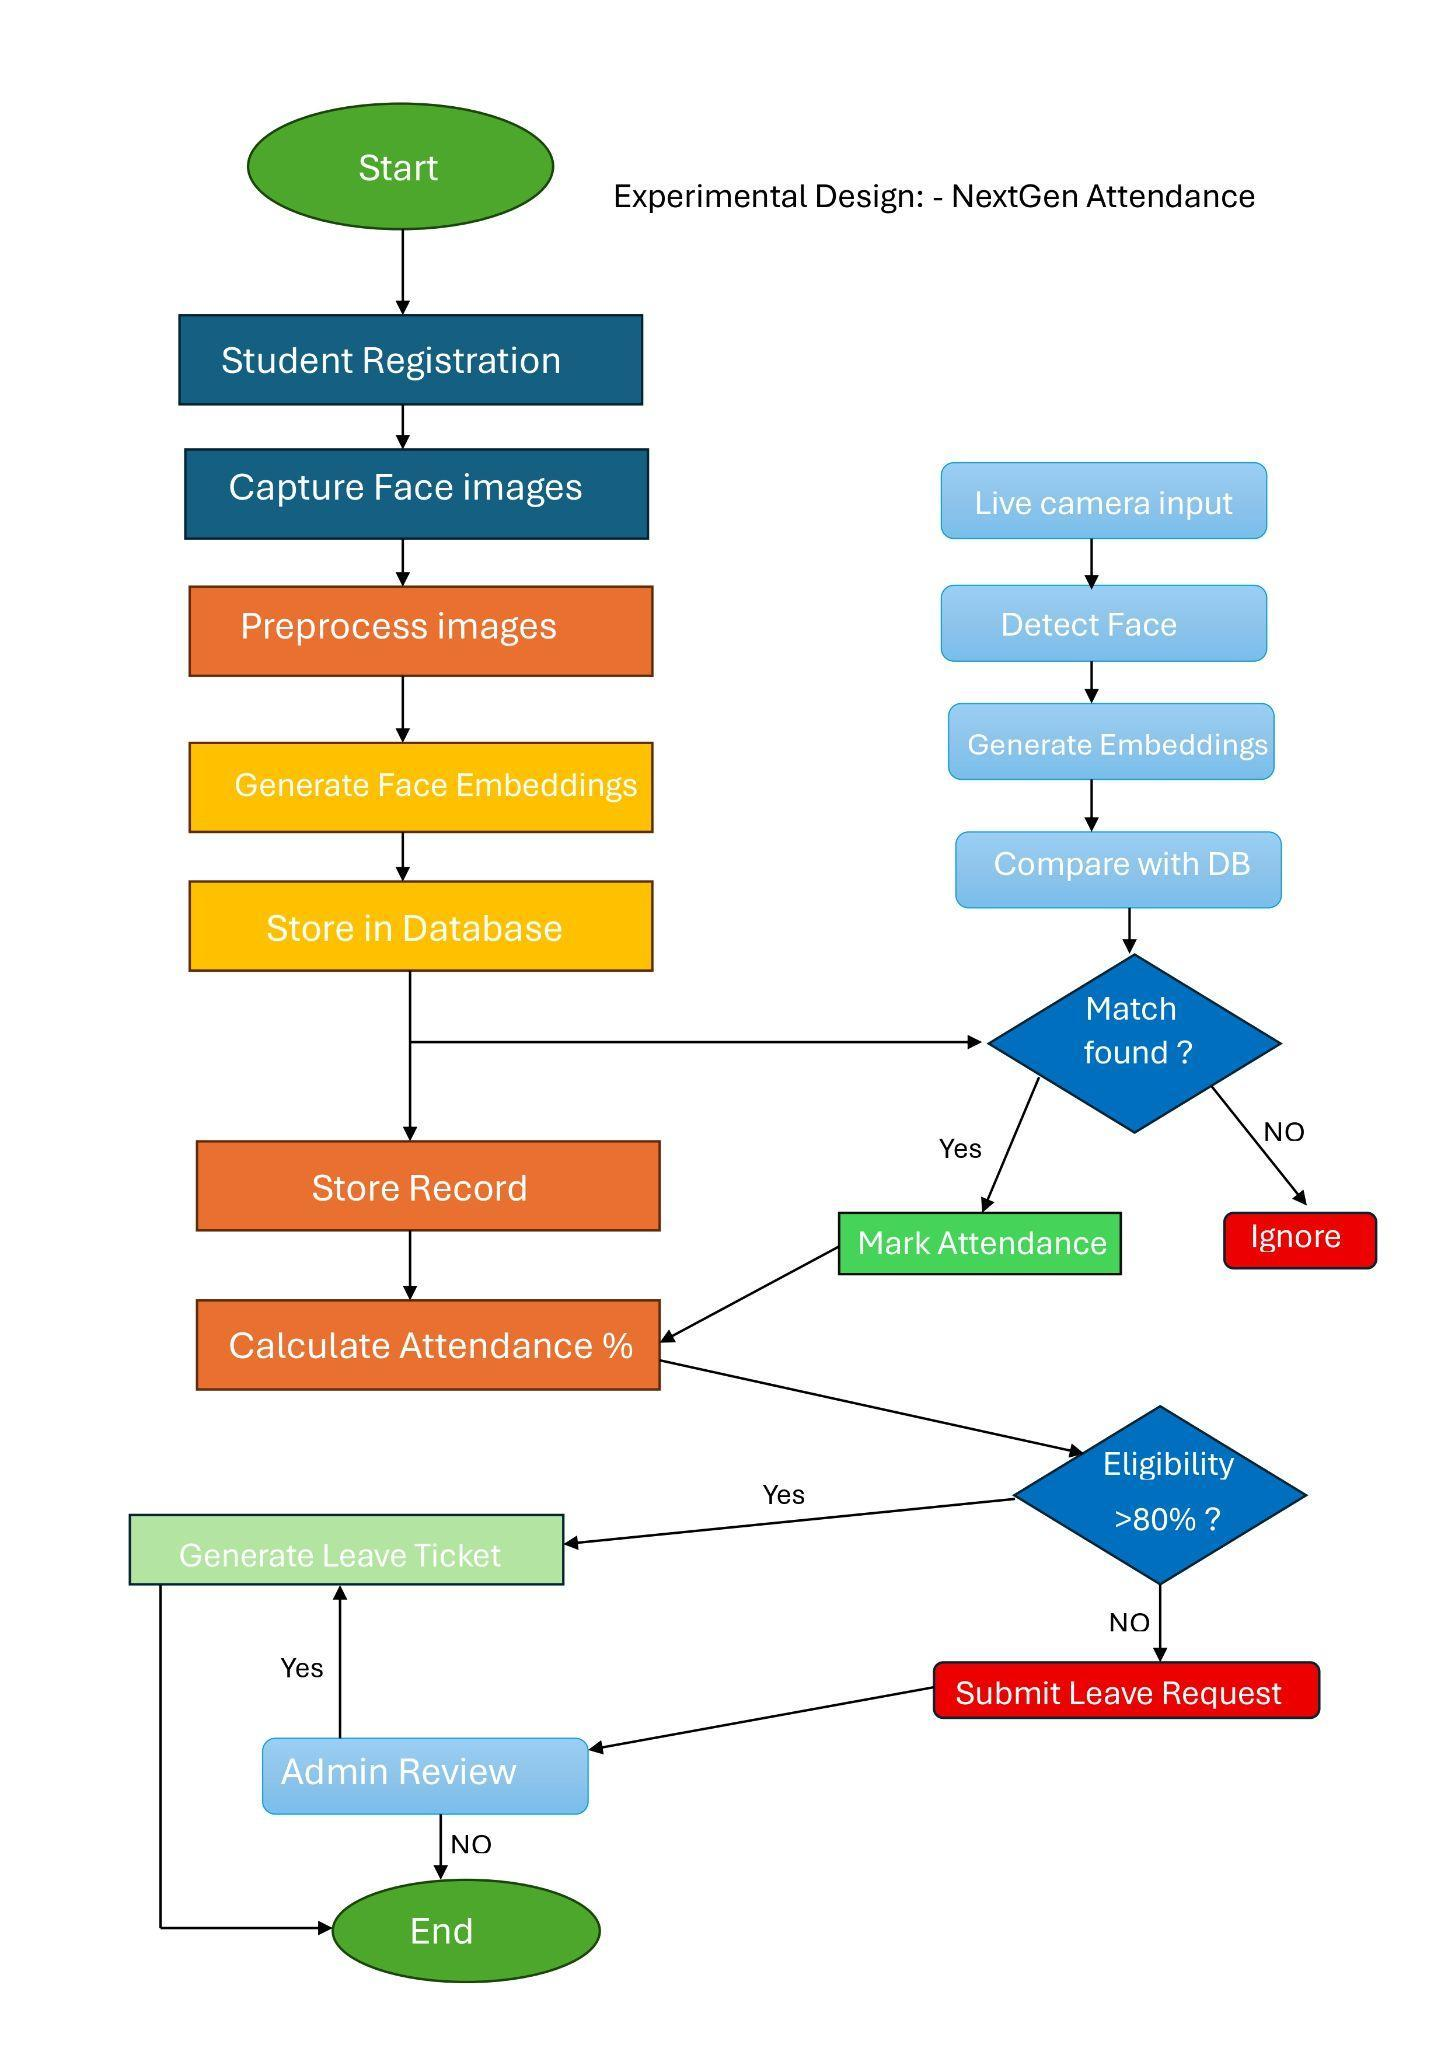 Start
Experimental Design: - NextGen Attendance
Student Registration
Capture Face images
Live camera input
Preprocess images
Detect Face
Generate Embeddings
Generate Face Embeddings
Compare with DB
Store in Database
Match
found ?
Yes
NO
Store Record
Mark Attendance
Ignore
Calculate Attendance %
Eligibility
>80% ?
Yes
Generate Leave Ticket
NO
Yes
Submit Leave Request
Admin Review
NO
End